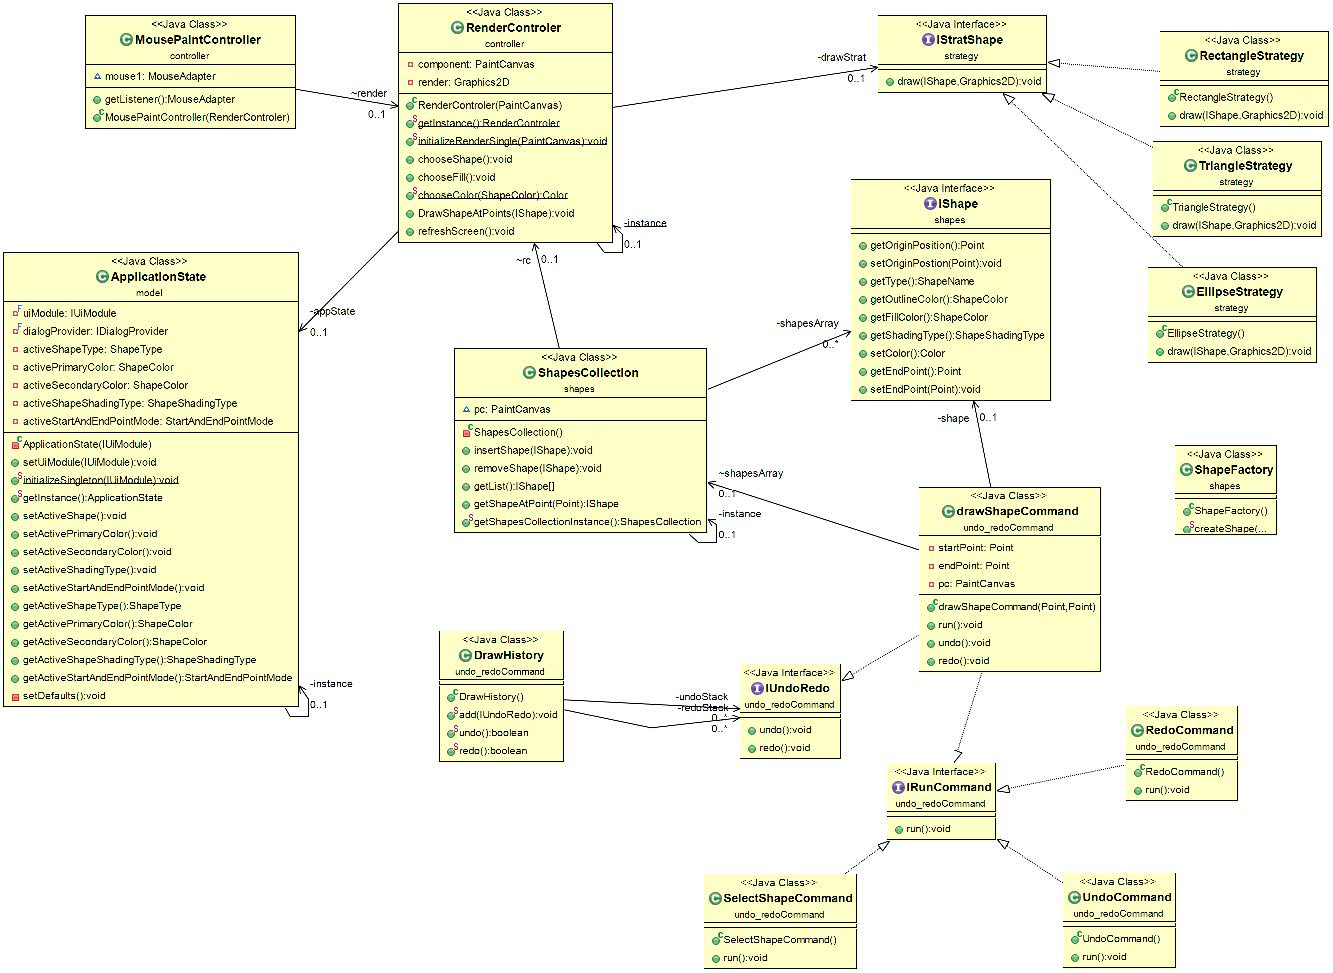 <<Java Class>>
MousePaintController
controller
mouse1: MouseAdapter
getListener():MouseAdapter
MousePaintController(RenderControler)
~render
0..1
<<Java Class>>
RenderControler
controller
component: PaintCanvas
render: Graphics2D
RenderControler(PaintCanvas)
getInstance():RenderControler
initializeRenderSingle(PaintCanvas):void
chooseShape():void
chooseFill():void
chooseColor(ShapeColor):Color
DrawShapeAtPoints(IShape):void
refreshScreen():void
-instance
0..1
-drawStrat
0..1
<<Java Interface>>
IStratShape
strategy
draw(IShape,Graphics2D):void
<<Java Class>>
RectangleStrategy
strategy
RectangleStrategy()
draw(IShape,Graphics2D):void
<<Java Class>>
TriangleStrategy
strategy
TriangleStrategy()
draw(IShape,Graphics2D):void
<<Java Class>>
EllipseStrategy
strategy
EllipseStrategy()
draw(IShape,Graphics2D):void
<<Java Interface>>
IShape
shapes
getOriginPosition():Point
setOriginPostion(Point):void
getType():ShapeName
getOutlineColor():ShapeColor
getFillColor():ShapeColor
getShadingType():ShapeShadingType
setColor():Color
getEndPoint():Point
setEndPoint(Point):void
<<Java Class>>
ApplicationState
model
uiModule: IUiModule
dialogProvider: IDialogProvider
activeShapeType: ShapeType
activePrimaryColor: ShapeColor
activeSecondaryColor: ShapeColor
activeShapeShadingType: ShapeShadingType
activeStartAndEndPointMode: StartAndEndPointMode
ApplicationState(IUiModule)
setUiModule(IUiModule):void
initializeSingleton(IUiModule):void
getInstance():ApplicationState
setActiveShape():void
setActivePrimaryColor():void
setActiveSecondaryColor():void
setActiveShadingType():void
setActiveStartAndEndPointMode():void
getActiveShapeType():ShapeType
getActivePrimaryColor():ShapeColor
getActiveSecondaryColor():ShapeColor
getActiveShapeShadingType():ShapeShadingType
getActiveStartAndEndPointMode():StartAndEndPointMode
setDefaults():void
-instance
0..1
-appState
0..1
~rc
0..1
<<Java Class>>
ShapesCollection
shapes
pc: PaintCanvas
ShapesCollection()
insertShape(IShape):void
removeShape(IShape):void
getList():IShape[]
getShapeAtPoint(Point):IShape
getShapesCollectionInstance():ShapesCollection
-shapesArray
0..*
~shapesArray
0..1
-instance
0..1
-shape
0..1
<<Java Class>>
drawShapeCommand
undo_redoCommand
startPoint: Point
endPoint: Point
pc: PaintCanvas
drawShapeCommand(Point,Point)
run():void
undo():void
redo():void
<<Java Class>>
ShapeFactory
shapes
ShapeFactory()
createShape(...
<<Java Class>>
DrawHistory
undo_redoCommand
DrawHistory()
add(IUndoRedo):void
undo():boolean
redo():boolean
-undoStack
-redoStack
0..*
0..*
<<Java Interface>>
IUndoRedo
undo_redoCommand
undo():void
redo():void
<<Java Interface>>
IRunCommand
undo_redoCommand
run():void
<<Java Class>>
RedoCommand
undo_redoCommand
RedoCommand()
run():void
<<Java Class>>
SelectShapeCommand
undo_redoCommand
SelectShapeCommand()
run():void
<<Java Class>>
UndoCommand
undo_redoCommand
UndoCommand()
run():void